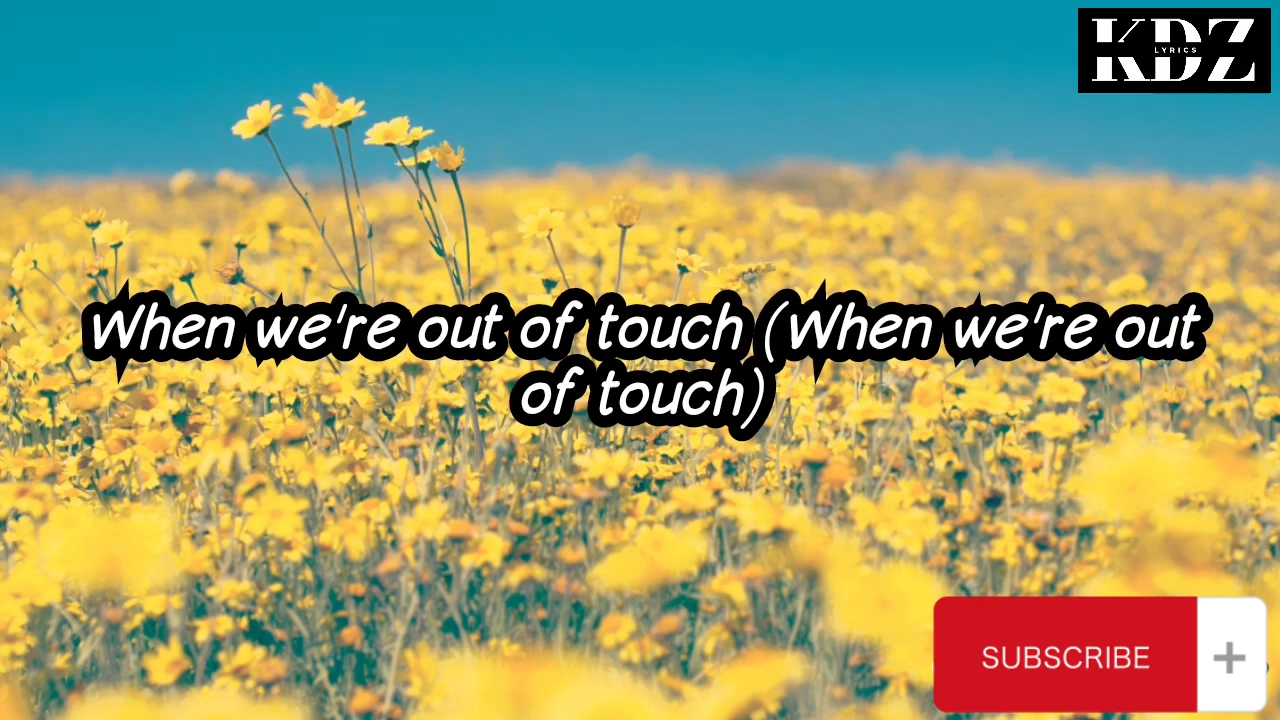 KDZ
LYRICS
When we're out of touch (When we're out
of touch)
SUBSCRIBE
+